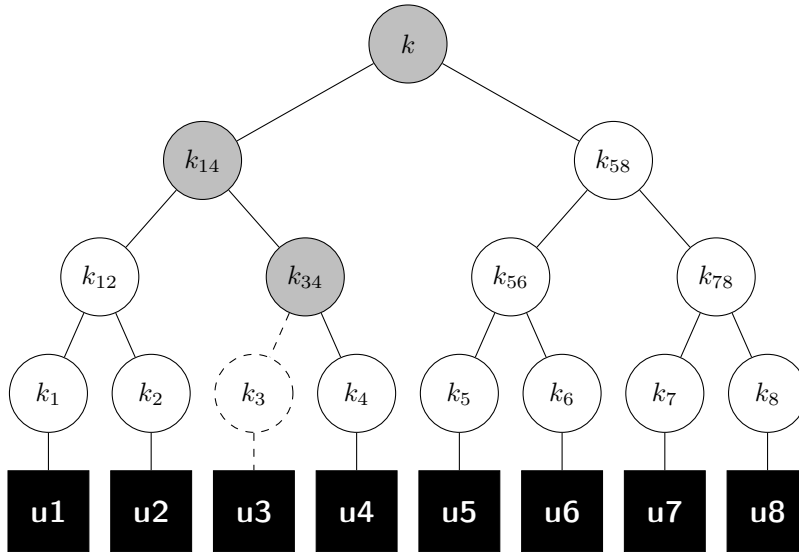 k
k₁₄ k₅₈
k₁₂ k₃₄ k₅₆ k₇₈
k₁ k₂ k₃ k₄ k₅ k₆ k₇ k₈
u1 u2 u3 u4 u5 u6 u7 u8